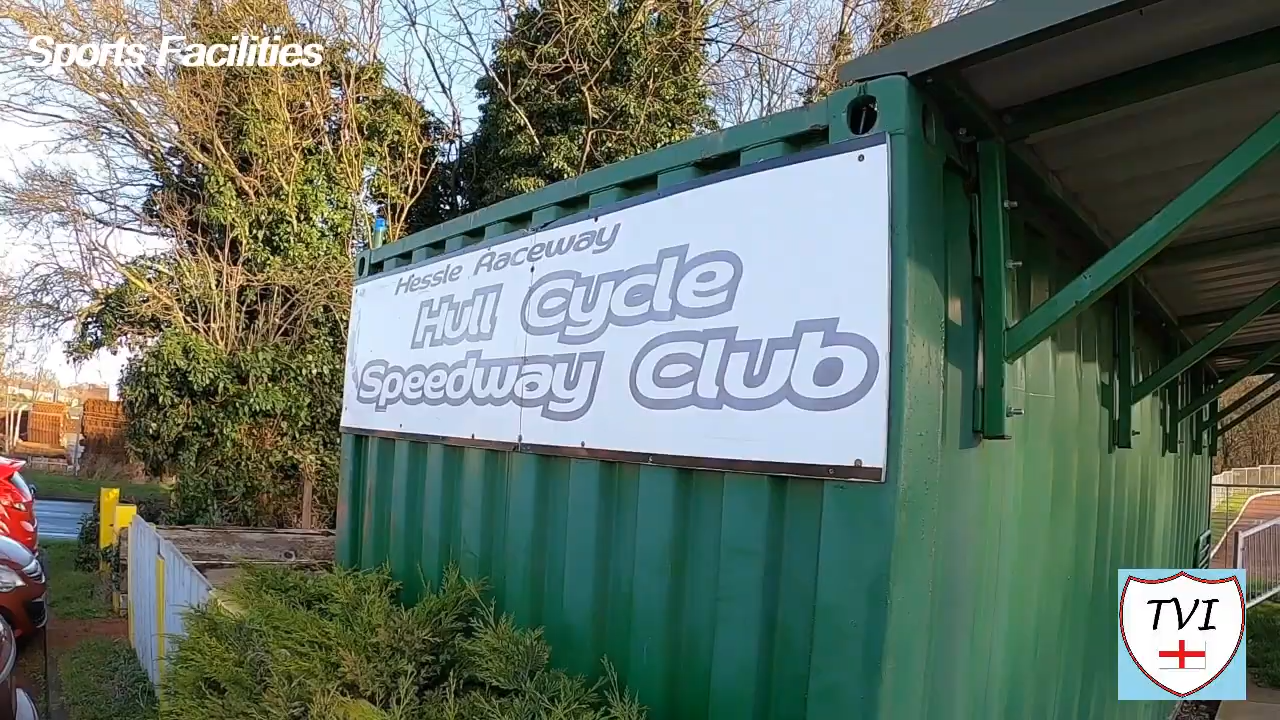 Sports Facilities
Hessle Raceway
Hull Cycle
Speedway Club
TVI